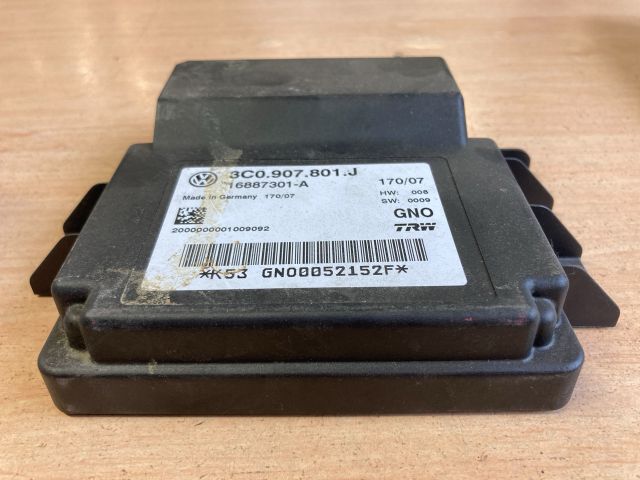 3C0.907.801.J
16887301-A 170/07
Made in Germany 170/07 HW: 008
SW: 0009
GNO
2000000001009092 TRW
*K53 GNO0052152F*